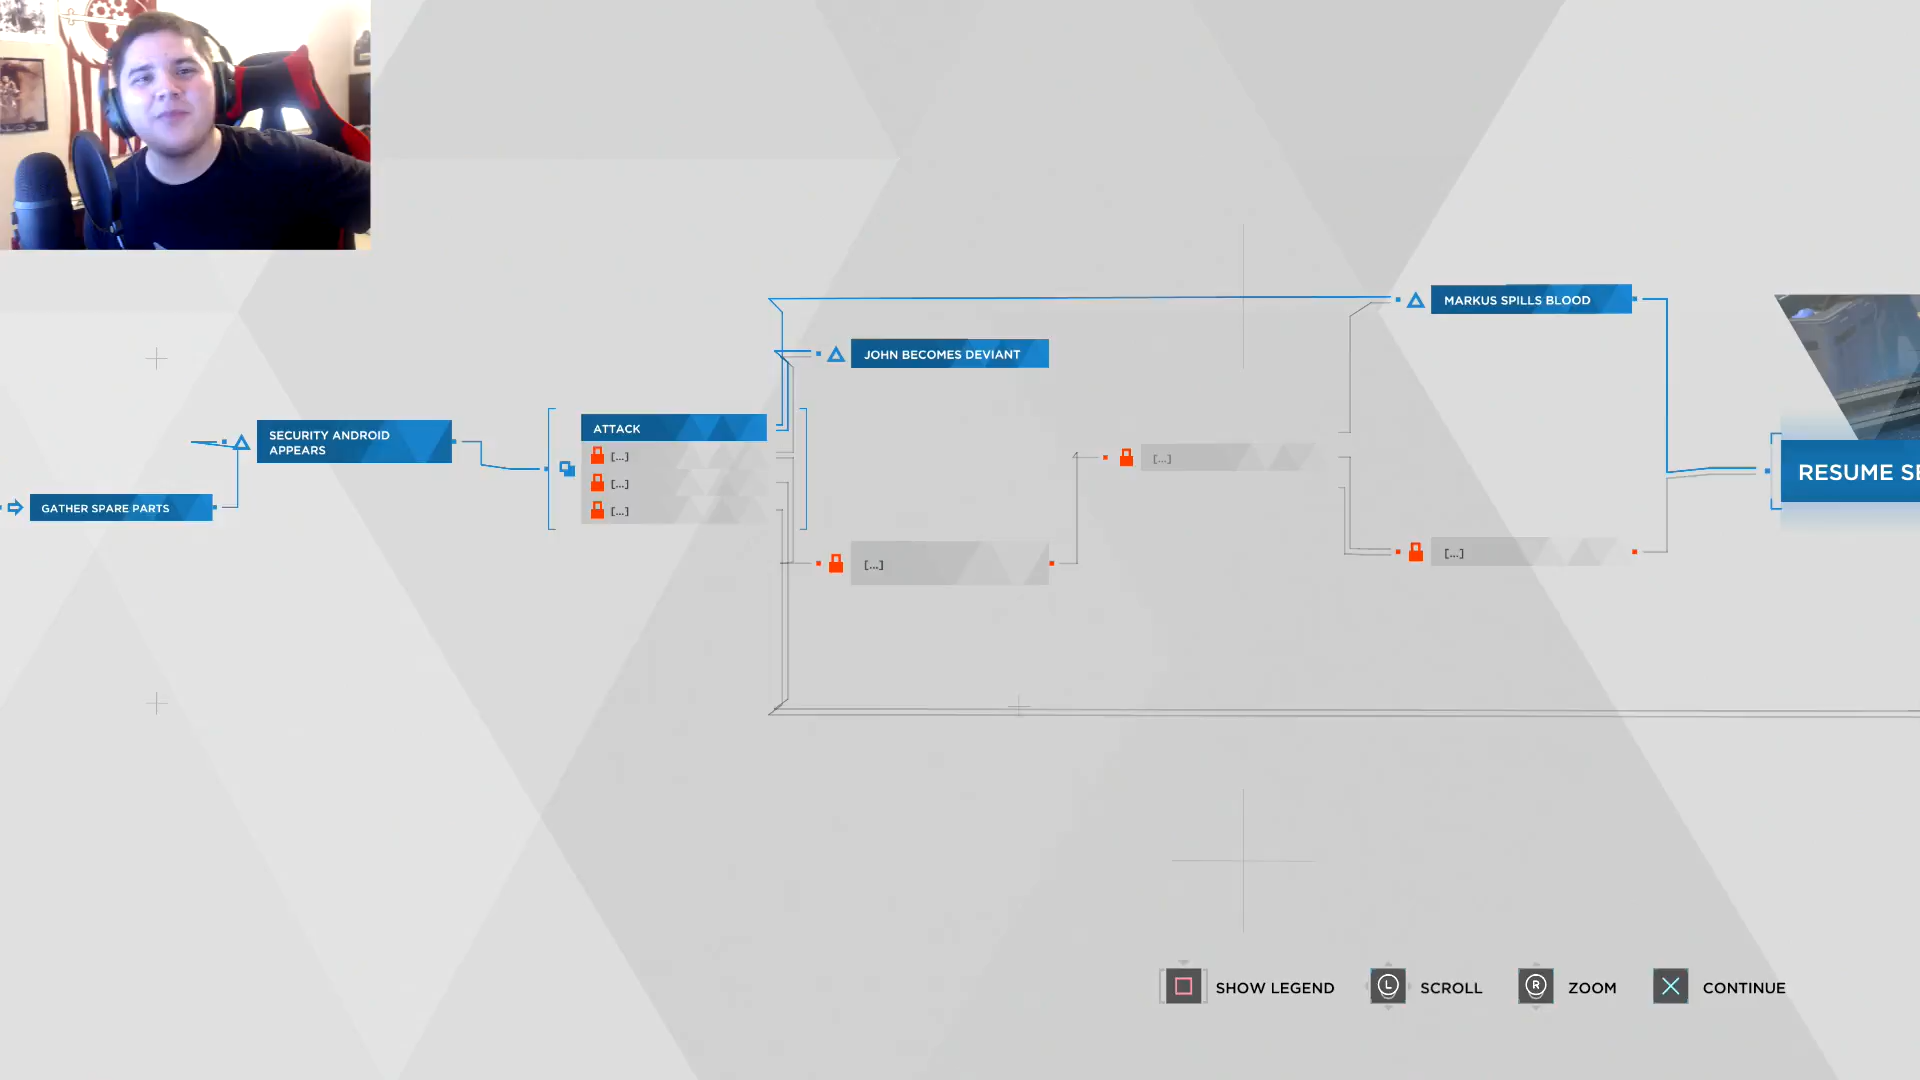 MARKUS SPILLS BLOOD
JOHN BECOMES DEVIANT
SECURITY ANDROID
APPEARS
ATTACK
[...]
[...]
[...]
[...]
[...]
[...]
RESUME SE
GATHER SPARE PARTS
SHOW LEGEND
L
SCROLL
R
ZOOM
CONTINUE